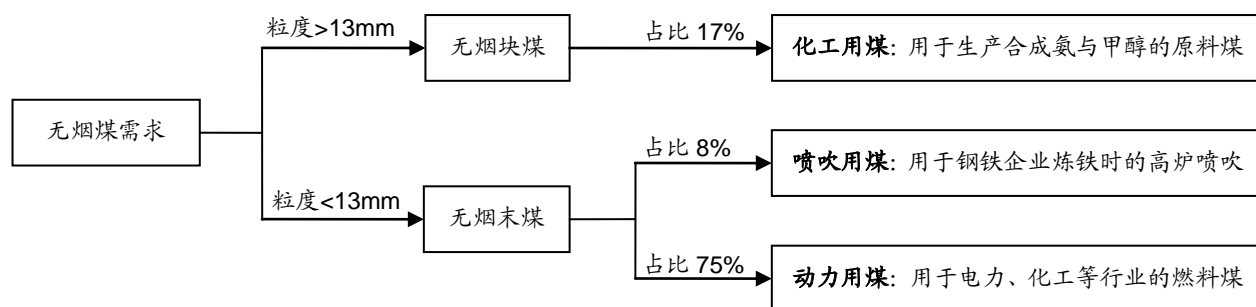 粒度>13mm
无烟块煤
占比 17%
化工用煤: 用于生产合成氨与甲醇的原料煤
无烟煤需求
占比 8%
喷吹用煤: 用于钢铁企业炼铁时的高炉喷吹
粒度<13mm
无烟末煤
占比 75%
动力用煤: 用于电力、化工等行业的燃料煤